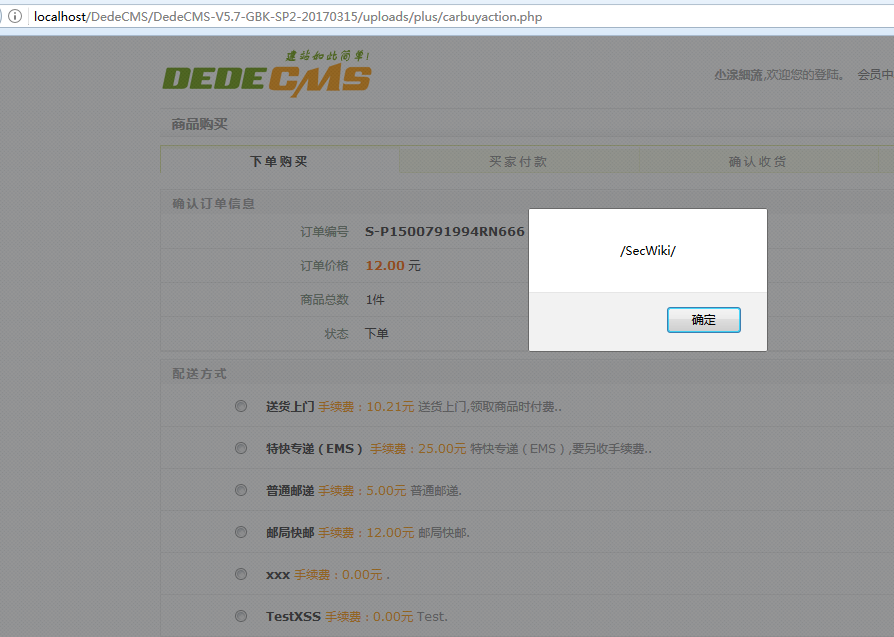 localhost/DedeCMS/DedeCMS-V5.7-GBK-SP2-20170315/uploads/plus/carbuyaction.php
建站如此简单!
DEDECMS
,欢迎您的登陆。 会员中
商品购买
下单购买 买家付款 确认收货
确认订单信息
订单编号 S-P1500791994RN666
订单价格 12.00 元
商品总数 1件
状态 下单
/SecWiki/
确定
配送方式
送货上门 手续费：10.21元 送货上门,领取商品时付费..
特快专递（EMS） 手续费：25.00元 特快专递（EMS）,要另收手续费..
普通邮递 手续费：5.00元 普通邮递.
邮局快邮 手续费：12.00元 邮局快邮.
xxx 手续费：0.00元 .
TestXSS 手续费：0.00元 Test.